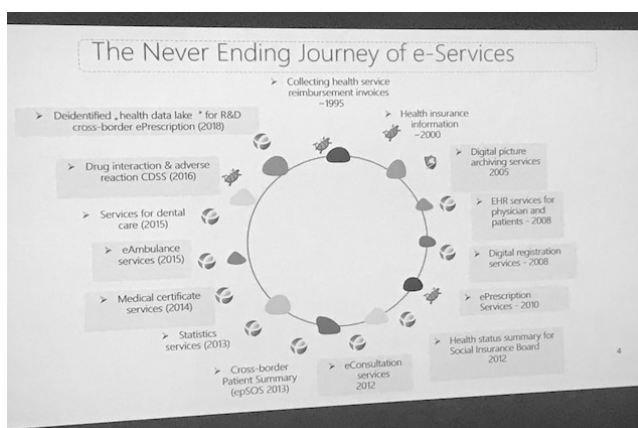 The Never Ending Journey of e-Services
➢ Collecting health service
reimbursement invoices
~1995
➢ Health insurance
information
~2000
➢ Digital picture
archiving services
2005
➢ EHR services for
physician and
patients - 2008
➢ Digital registration
services - 2008
➢ ePrescription
Services - 2010
➢ Health status summary for
Social Insurance Board
2012
➢ eConsultation
services
2012
➢ Cross-border
Patient Summary
(epSOS 2013)
➢ Statistics
services (2013)
➢ Medical certificate
services (2014)
➢ eAmbulance
services (2015)
➢ Services for dental
care (2015)
➢ Drug interaction & adverse
reaction CDSS (2016)
➢ Deidentified „health data lake“ for R&D
cross-border ePrescription (2018)
4